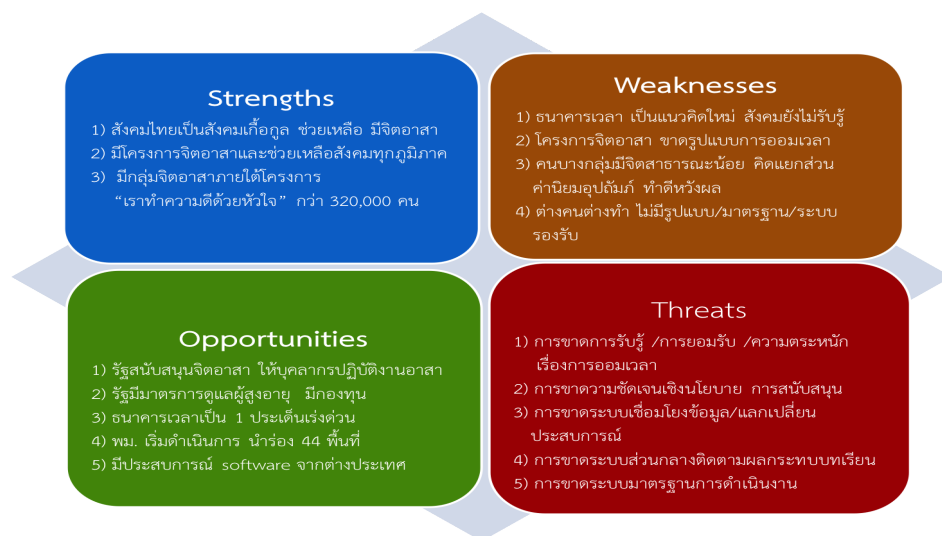 Strengths
1) สังคมไทยเป็นสังคมเกื้อกูล ช่วยเหลือ มีจิตอาสา
2) มีโครงการจิตอาสาและช่วยเหลือสังคมทุกภูมิภาค
3) มีกลุ่มจิตอาสาภายใต้โครงการ
“เราทำความดีด้วยหัวใจ” กว่า 320,000 คน
Weaknesses
1) ธนาคารเวลา เป็นแนวคิดใหม่ สังคมยังไม่รับรู้
2) โครงการจิตอาสา ขาดรูปแบบการออมเวลา
3) คนบางกลุ่มมีจิตสาธารณะน้อย คิดแยกส่วน
ค่านิยมอุปถัมภ์ ทำดีหวังผล
4) ต่างคนต่างทำ ไม่มีรูปแบบ/มาตรฐาน/ระบบ
รองรับ
Opportunities
1) รัฐสนับสนุนจิตอาสา ให้บุคลากรปฏิบัติงานอาสา
2) รัฐมีมาตรการดูแลผู้สูงอายุ มีกองทุน
3) ธนาคารเวลาเป็น 1 ประเด็นเร่งด่วน
4) พม. เริ่มดำเนินการ นำร่อง 44 พื้นที่
5) มีประสบการณ์ software จากต่างประเทศ
Threats
1) การขาดการรับรู้ /การยอมรับ /ความตระหนัก
เรื่องการออมเวลา
2) การขาดความชัดเจนเชิงนโยบาย การสนับสนุน
3) การขาดระบบเชื่อมโยงข้อมูล/แลกเปลี่ยน
ประสบการณ์
4) การขาดระบบส่วนกลางติดตามผลกระทบบทเรียน
5) การขาดระบบมาตรฐานการดำเนินงาน